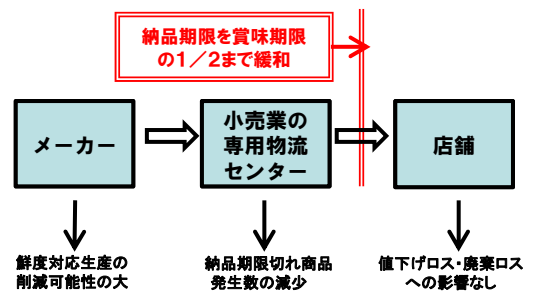 納品期限を賞味期限
の1／2まで緩和
メーカー
小売業の
専用物流
センター
店舗
鮮度対応生産の
削減可能性の大
納品期限切れ商品
発生数の減少
値下げロス・廃棄ロス
への影響なし